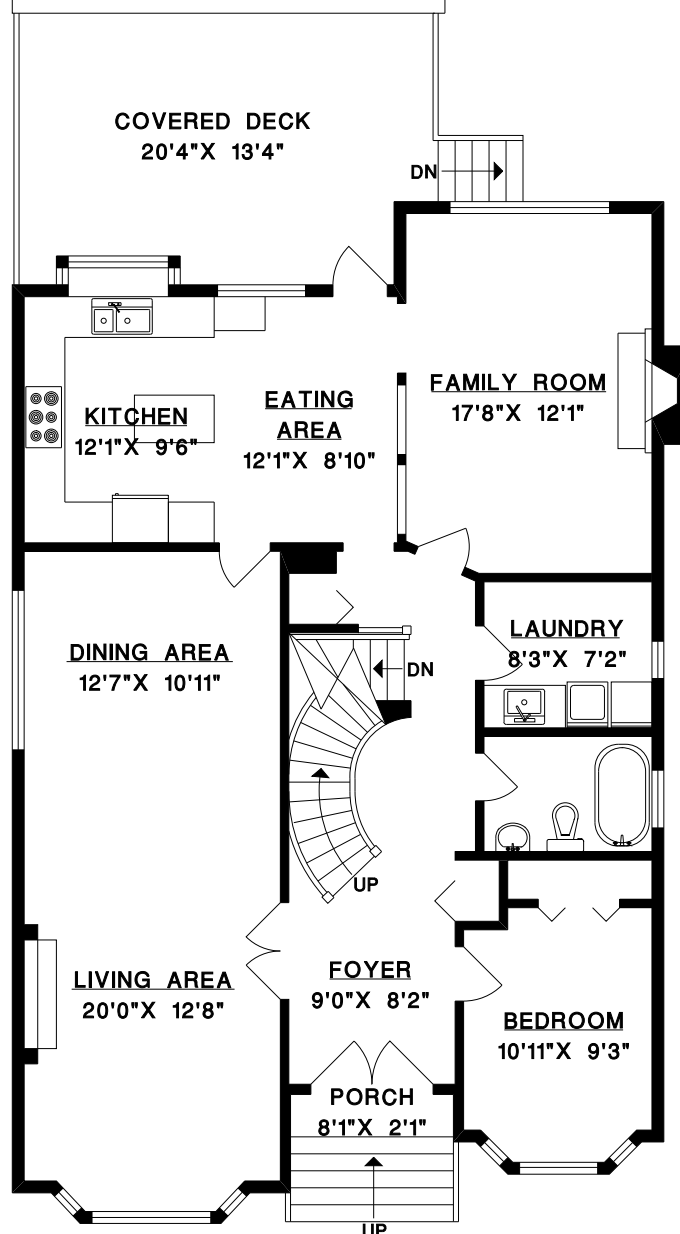 COVERED DECK
20'4"X 13'4"
DN
FAMILY ROOM
17'8"X 12'1"
KITCHEN
12'1"X 9'6"
EATING
AREA
12'1"X 8'10"
LAUNDRY
8'3"X 7'2"
DINING AREA
12'7"X 10'11"
DN
UP
LIVING AREA
20'0"X 12'8"
FOYER
9'0"X 8'2"
BEDROOM
10'11"X 9'3"
PORCH
8'1"X 2'1"
UP